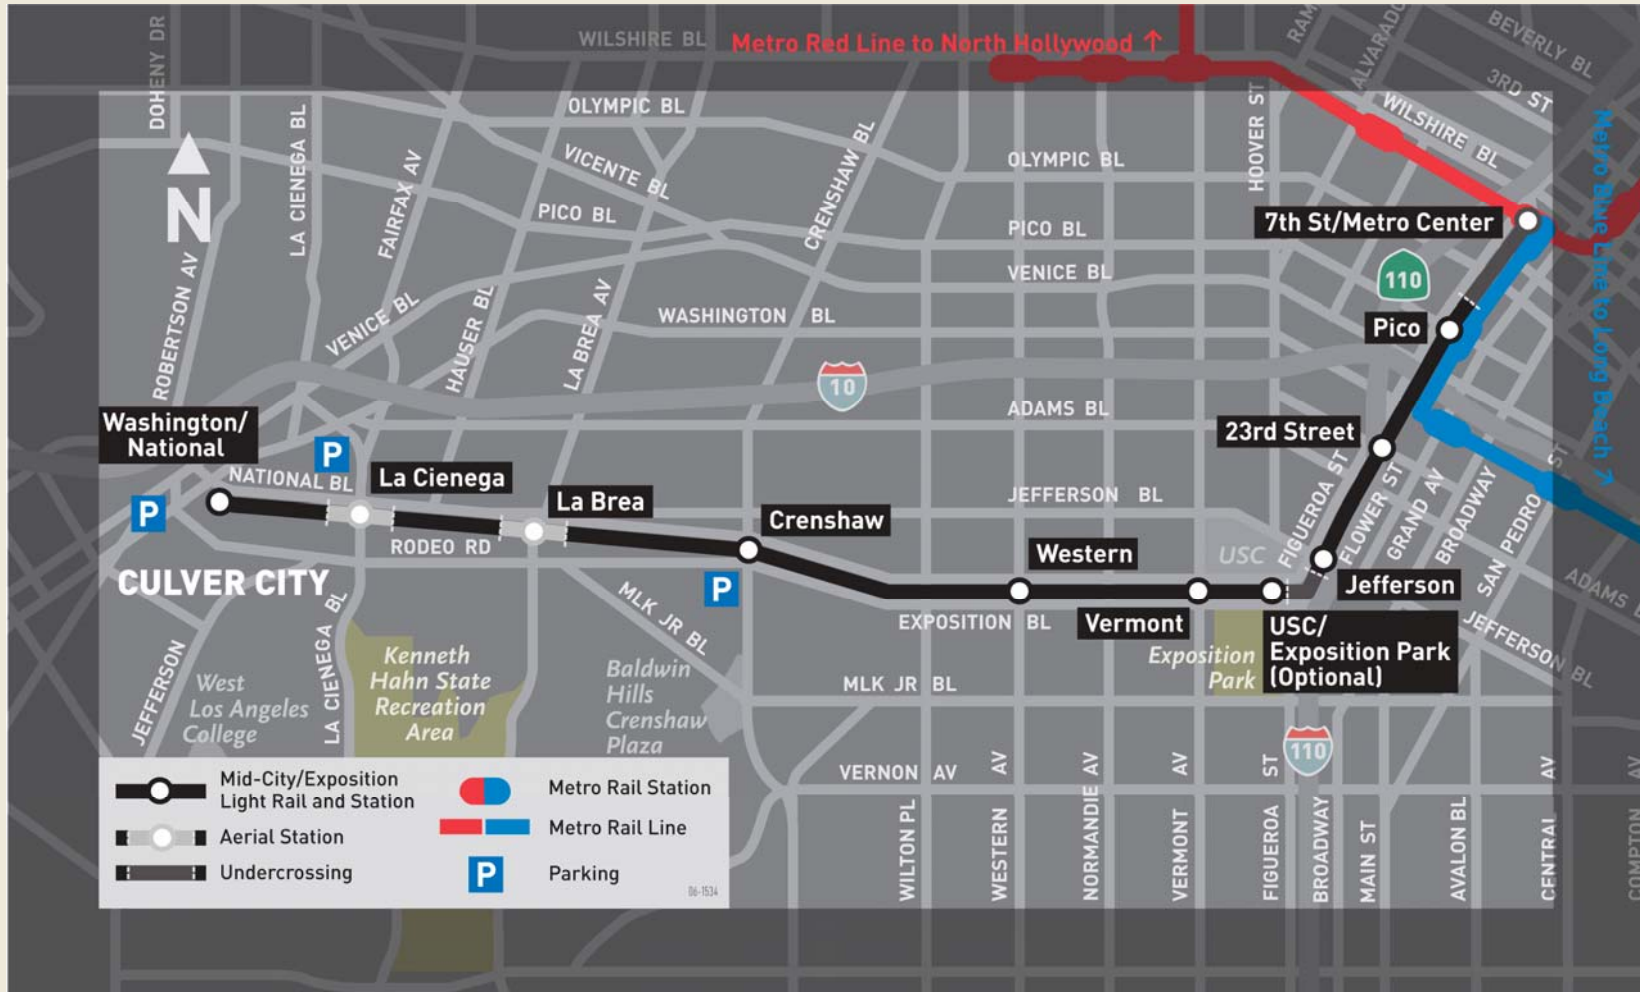 DOHENY DR
WILSHIRE BL
Metro Red Line to North Hollywood ↑
ALVARADO
BEVERLY BL
3RD ST
WILSHIRE BL
HOOVER ST
Metro Blue Line to Long Beach
OLYMPIC BL
LA CIENEGA BL
FAIRFAX AV
VICENTE BL
CRENSHAW BL
OLYMPIC BL
N
PICO BL
PICO BL
7th St/Metro Center
VENICE BL
110
ROBERTSON AV
VENICE BL
HAUSER BL
LA BREA AV
WASHINGTON BL
Pico
10
ADAMS BL
Washington/
National
23rd Street
P
NATIONAL BL
La Cienega
La Brea
JEFFERSON BL
P
Crenshaw
RODEO RD
Western
USC
FIGUEROA ST
FLOWER ST
GRAND AV
BROADWAY
SAN PEDRO ST
CULVER CITY
P
Jefferson
ADAMS
MLK JR BL
EXPOSITION BL
Vermont
USC/
Exposition Park
(Optional)
JEFFERSON BL
Exposition
Park
JEFFERSON
LA CIENEGA BL
West
Los Angeles
College
Kenneth
Hahn State
Recreation
Area
Baldwin
Hills
Crenshaw
Plaza
MLK JR BL
110
VERNON AV
WILTON PL
WESTERN AV
NORMANDIE AV
VERMONT AV
FIGUEROA ST
BROADWAY
MAIN ST
AVALON BL
CENTRAL AV
COMPTON AV
Mid-City/Exposition
Light Rail and Station
Aerial Station
Undercrossing
Metro Rail Station
Metro Rail Line
P
Parking
06-1534